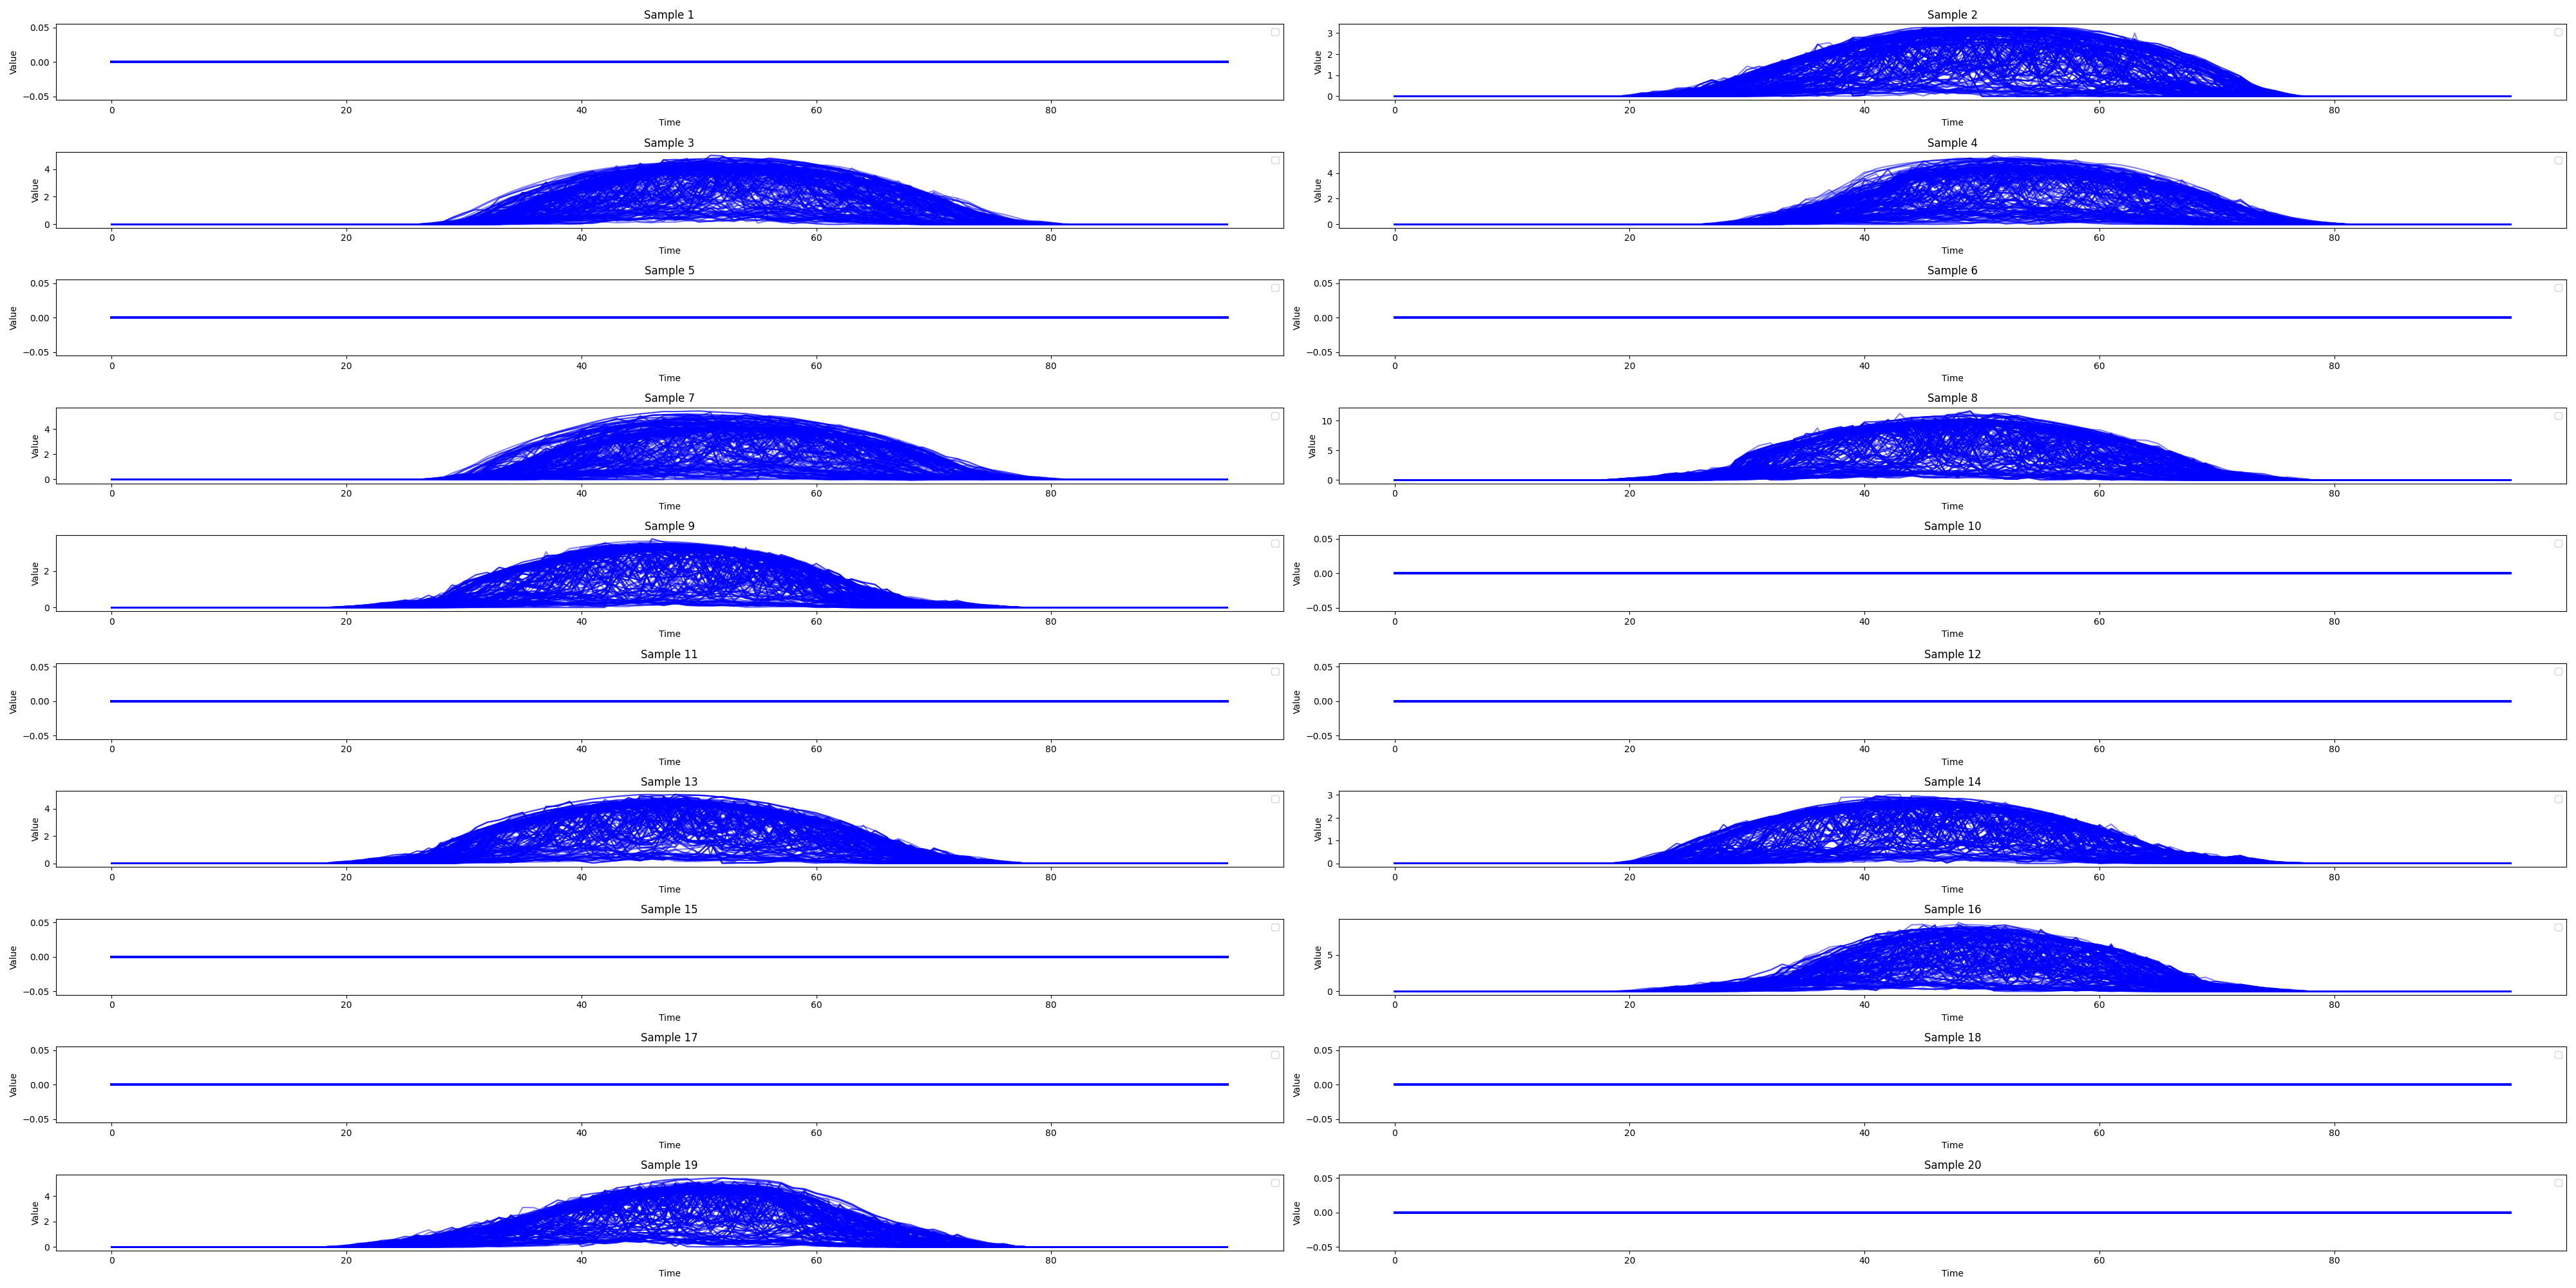 Sample 1
Value
0.05
0.00
−0.05
0 20 40 60 80
Time
Sample 2
Value
3
2
1
0
0 20 40 60 80
Time
Sample 3
Value
4
2
0
0 20 40 60 80
Time
Sample 4
Value
4
2
0
0 20 40 60 80
Time
Sample 5
Value
0.05
0.00
−0.05
0 20 40 60 80
Time
Sample 6
Value
0.05
0.00
−0.05
0 20 40 60 80
Time
Sample 7
Value
4
2
0
0 20 40 60 80
Time
Sample 8
Value
10
5
0
0 20 40 60 80
Time
Sample 9
Value
2
0
0 20 40 60 80
Time
Sample 10
Value
0.05
0.00
−0.05
0 20 40 60 80
Time
Sample 11
Value
0.05
0.00
−0.05
0 20 40 60 80
Time
Sample 12
Value
0.05
0.00
−0.05
0 20 40 60 80
Time
Sample 13
Value
4
2
0
0 20 40 60 80
Time
Sample 14
Value
3
2
1
0
0 20 40 60 80
Time
Sample 15
Value
0.05
0.00
−0.05
0 20 40 60 80
Time
Sample 16
Value
5
0
0 20 40 60 80
Time
Sample 17
Value
0.05
0.00
−0.05
0 20 40 60 80
Time
Sample 18
Value
0.05
0.00
−0.05
0 20 40 60 80
Time
Sample 19
Value
4
2
0
0 20 40 60 80
Time
Sample 20
Value
0.05
0.00
−0.05
0 20 40 60 80
Time